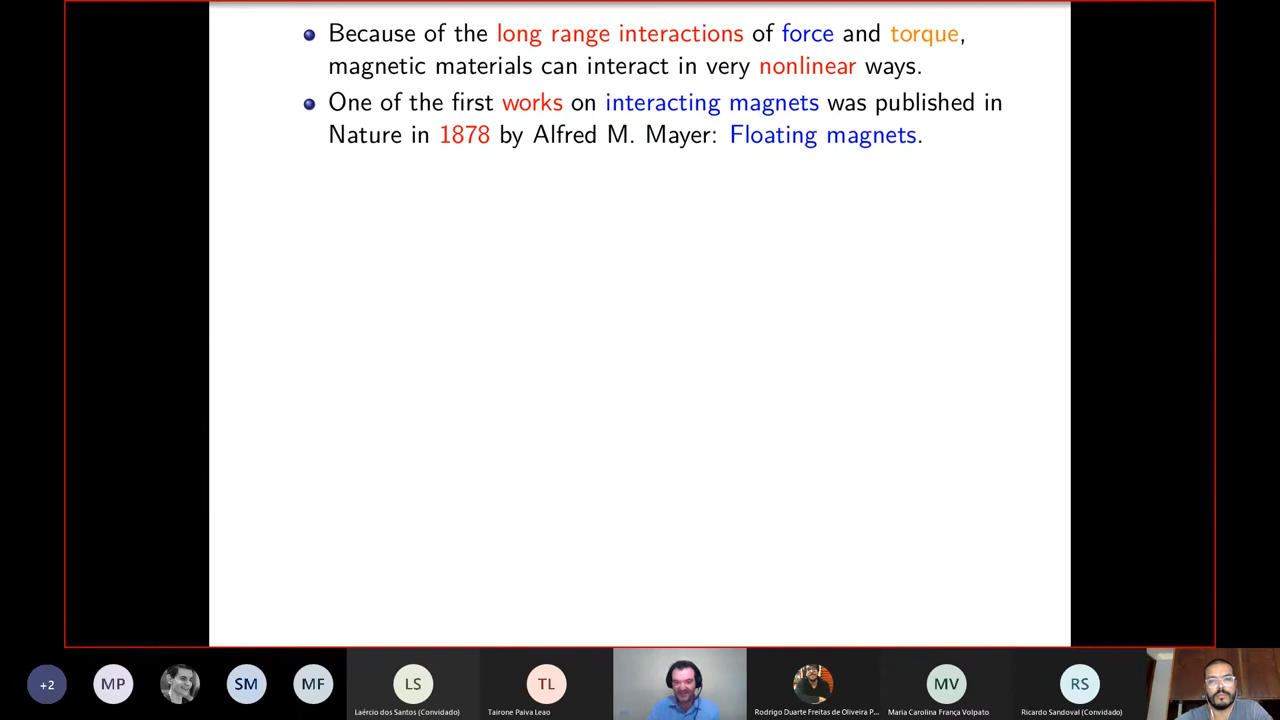 Because of the long range interactions of force and torque,
magnetic materials can interact in very nonlinear ways.
One of the first works on interacting magnets was published in
Nature in 1878 by Alfred M. Mayer: Floating magnets.
+2
MP
SM
MF
LS
TL
MV
RS
Laércio dos Santos (Convidado)
Tairone Paiva Leao
Rodrigo Duarte Freitas de Oliveira P...
Maria Carolina França Volpato
Ricardo Sandoval (Convidado)